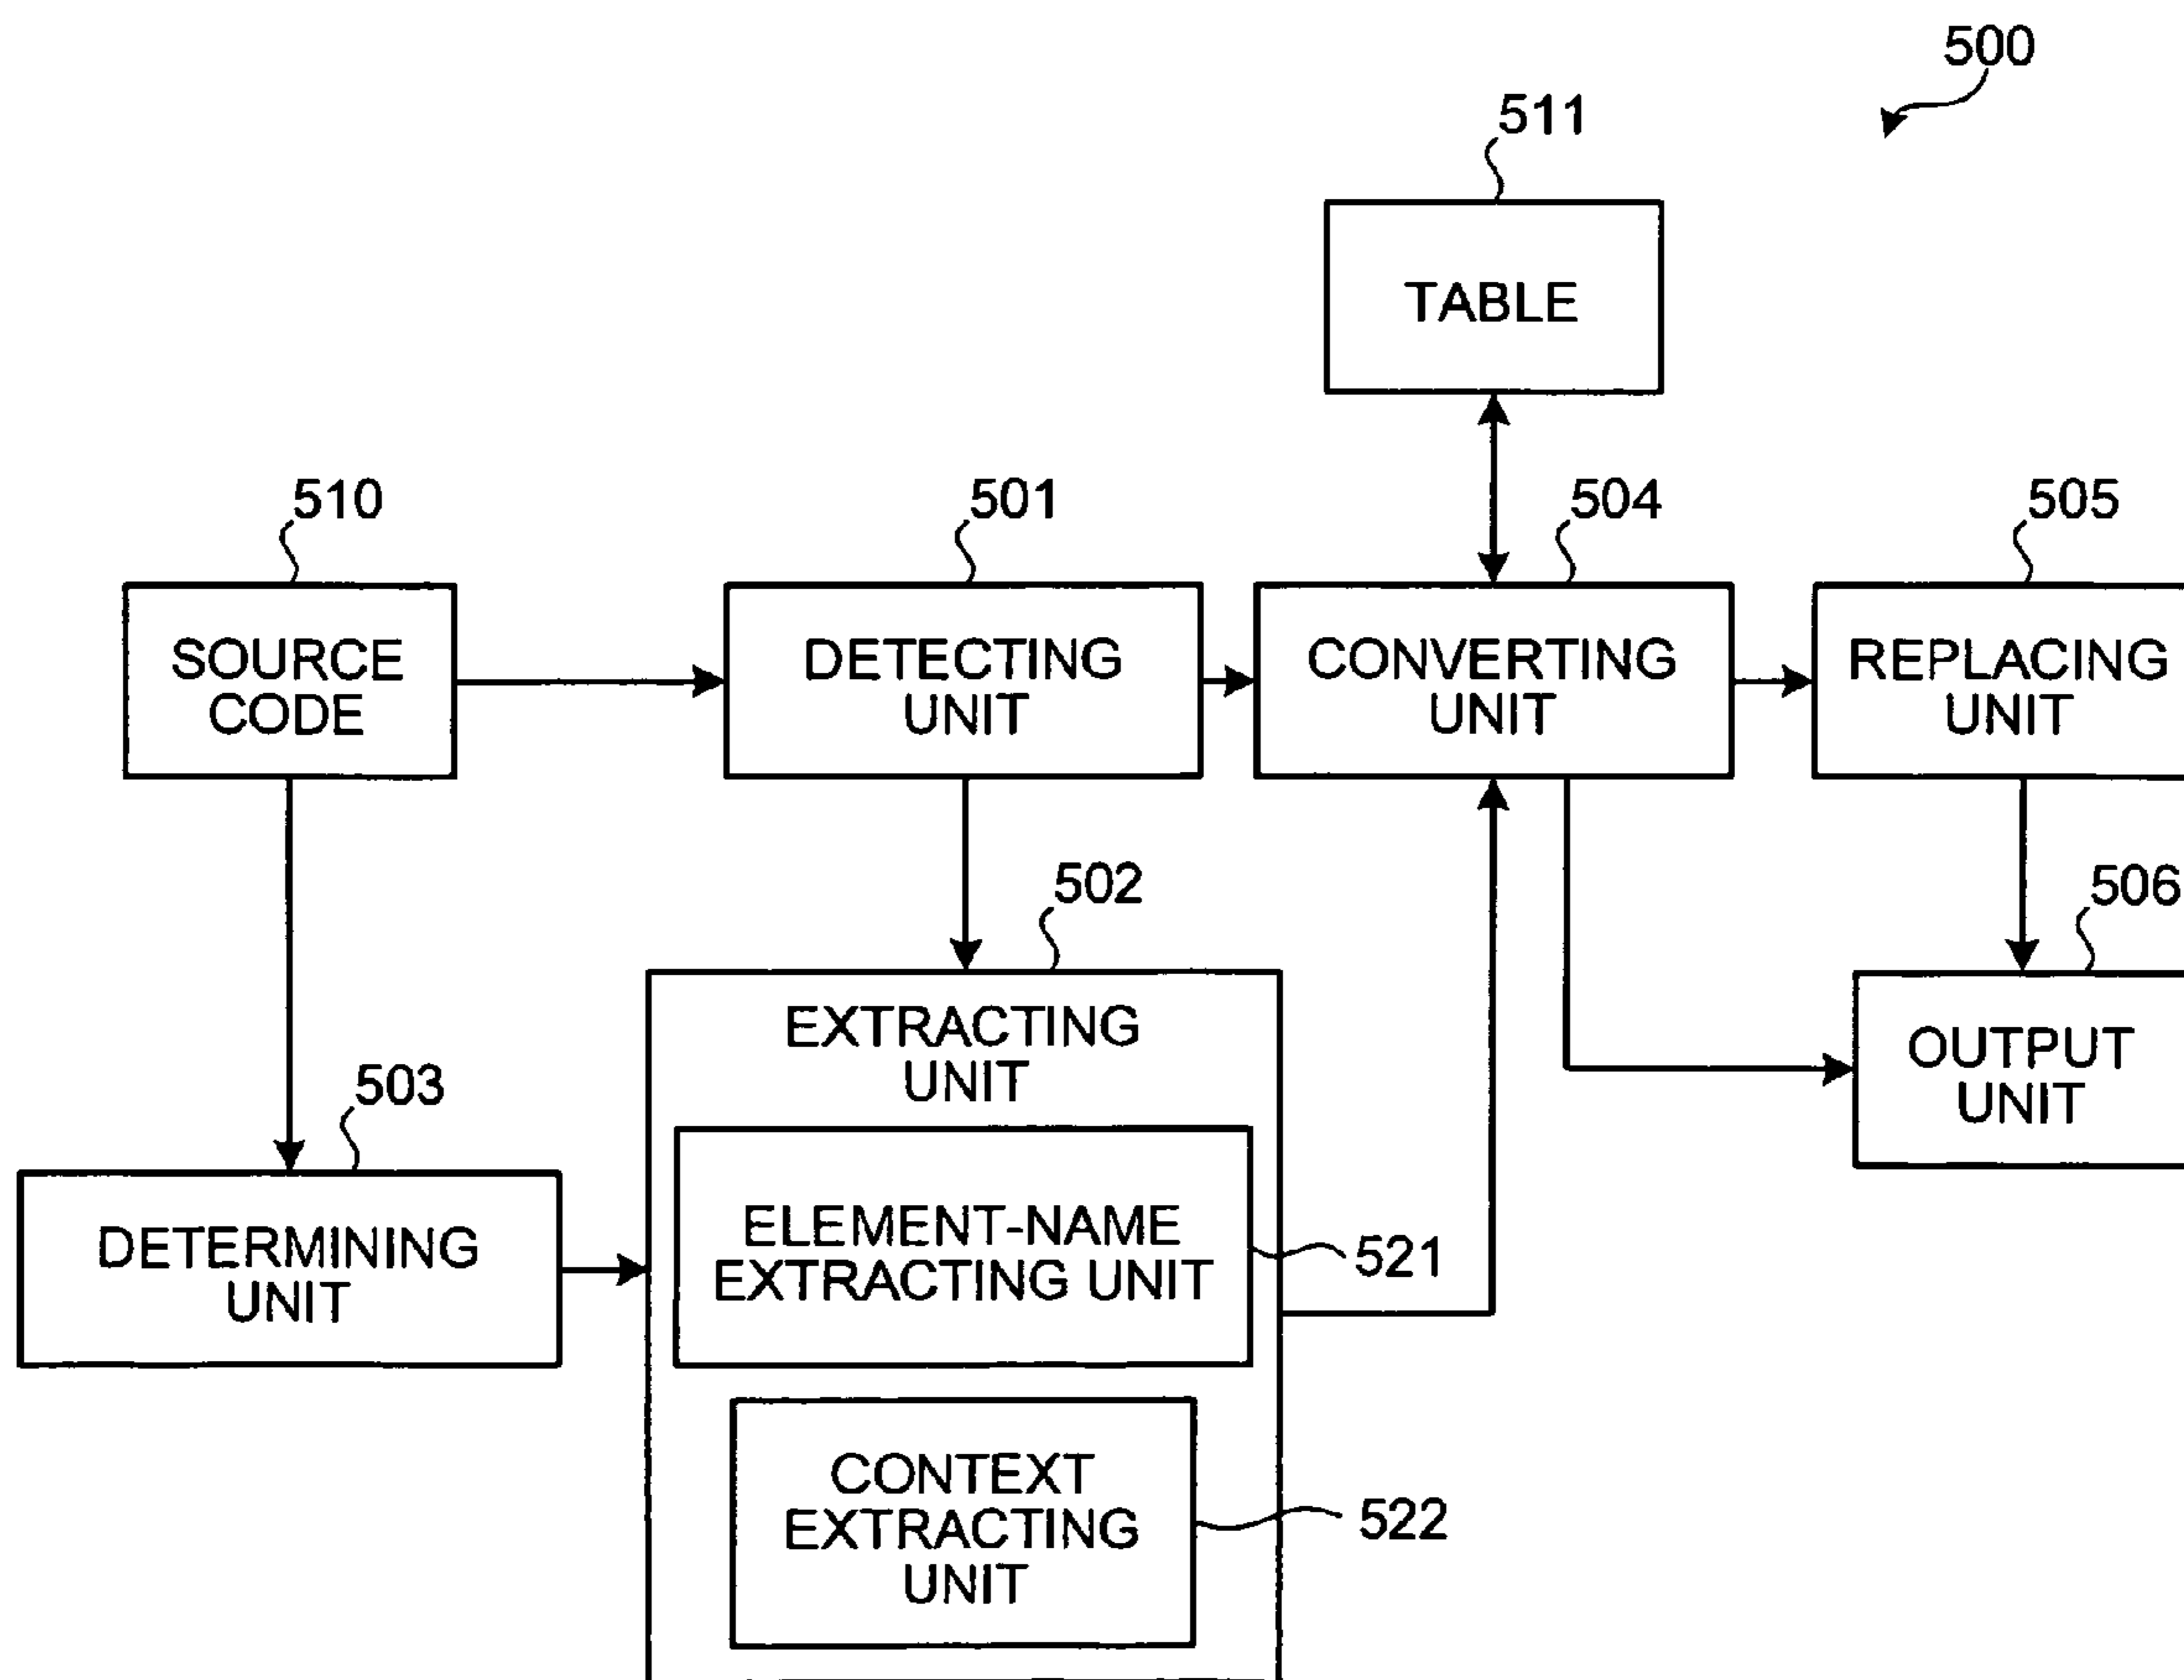 500
511
TABLE
510
501
504
505
SOURCE
CODE
DETECTING
UNIT
CONVERTING
UNIT
REPLACING
UNIT
502
506
EXTRACTING
UNIT
OUTPUT
UNIT
503
DETERMINING
UNIT
ELEMENT-NAME
EXTRACTING UNIT
521
CONTEXT
EXTRACTING
UNIT
522